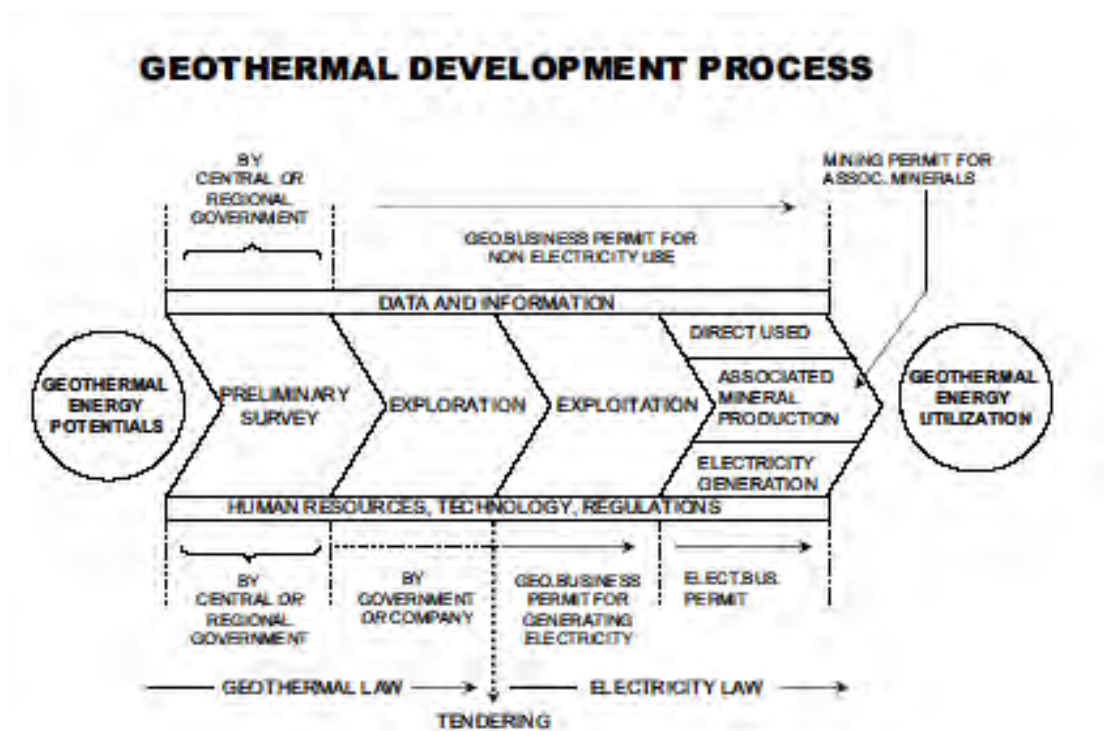 GEOTHERMAL DEVELOPMENT PROCESS
BY
CENTRAL OR
REGIONAL
GOVERNMENT
MINING PERMIT FOR
ASSOC. MINERALS
GEO.BUSINESS PERMIT FOR
NON ELECTRICITY USE
DATA AND INFORMATION
GEOTHERMAL
ENERGY
POTENTIALS
PRELIMINARY
SURVEY
EXPLORATION
EXPLOITATION
DIRECT USED
ASSOCIATED
MINERAL
PRODUCTION
ELECTRICITY
GENERATION
GEOTHERMAL
ENERGY
UTILIZATION
HUMAN RESOURCES, TECHNOLOGY, REGULATIONS
BY
CENTRAL OR
REGIONAL
GOVERNMENT
BY
GOVERNMENT
OR COMPANY
GEO.BUSINESS
PERMIT FOR
GENERATING
ELECTRICITY
ELECT.BUS.
PERMIT
GEOTHERMAL LAW
ELECTRICITY LAW
TENDERING